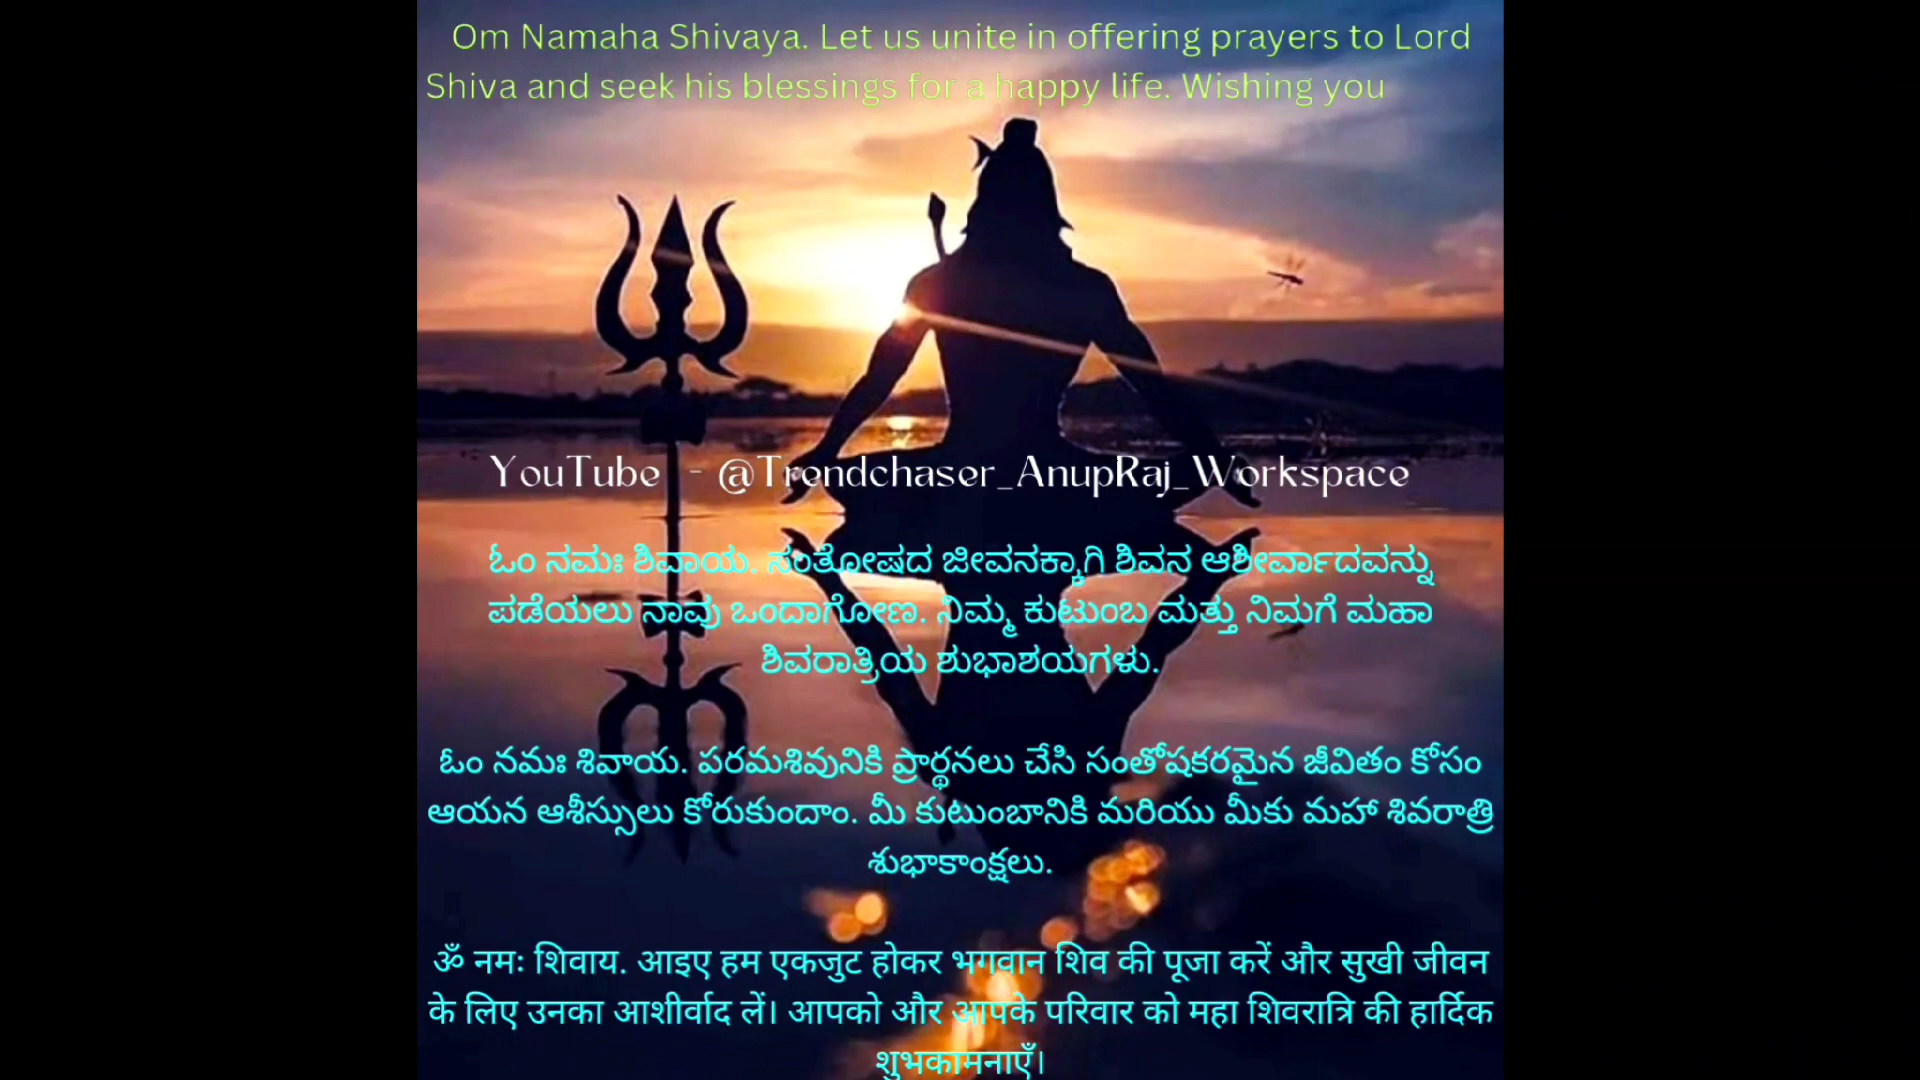 Om Namaha Shivaya. Let us unite in offering prayers to Lord
Shiva and seek his blessings for a happy life. Wishing you
YouTube - @Trendchaser_AnupRaj_Workspace
ಓಂ ನಮಃ ಶಿವಾಯ. ಸಂತೋಷದ ಜೀವನಕ್ಕಾಗಿ ಶಿವನ ಆಶೀರ್ವಾದವನ್ನು
ಪಡೆಯಲು ನಾವು ಒಂದಾಗೋಣ. ನಿಮ್ಮ ಕುಟುಂಬ ಮತ್ತು ನಿಮಗೆ ಮಹಾ
ಶಿವರಾತ್ರಿಯ ಶುಭಾಶಯಗಳು.
ఓం నమః శివాయ. పరమశివునికి ప్రార్థనలు చేసి సంతోషకరమైన జీవితం కోసం
ఆయన ఆశీస్సులు కోరుకుందాం. మీ కుటుంబానికి మరియు మీకు మహా శివరాత్రి
శుభాకాంక్షలు.
ॐ नमः शिवाय. आइए हम एकजुट होकर भगवान शिव की पूजा करें और सुखी जीवन
के लिए उनका आशीर्वाद लें। आपको और आपके परिवार को महा शिवरात्रि की हार्दिक
शुभकामनाएँ।